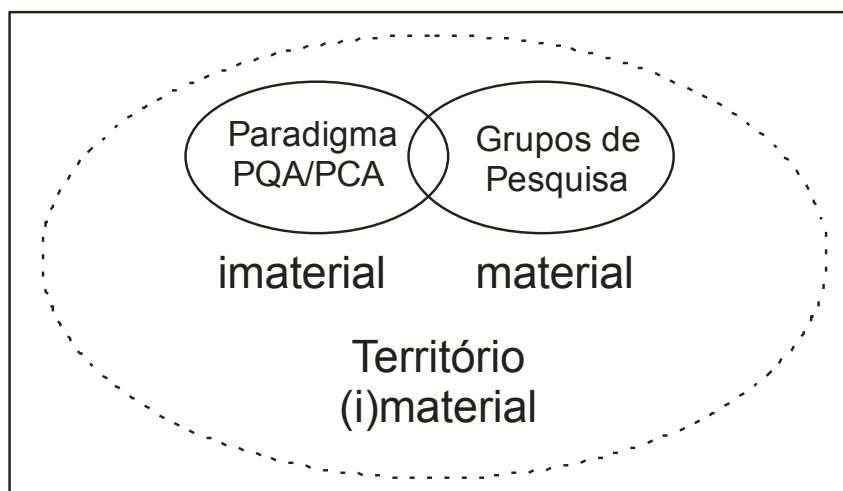 Paradigma
PQA/PCA
Grupos de
Pesquisa
imaterial
material
Território
(i)material